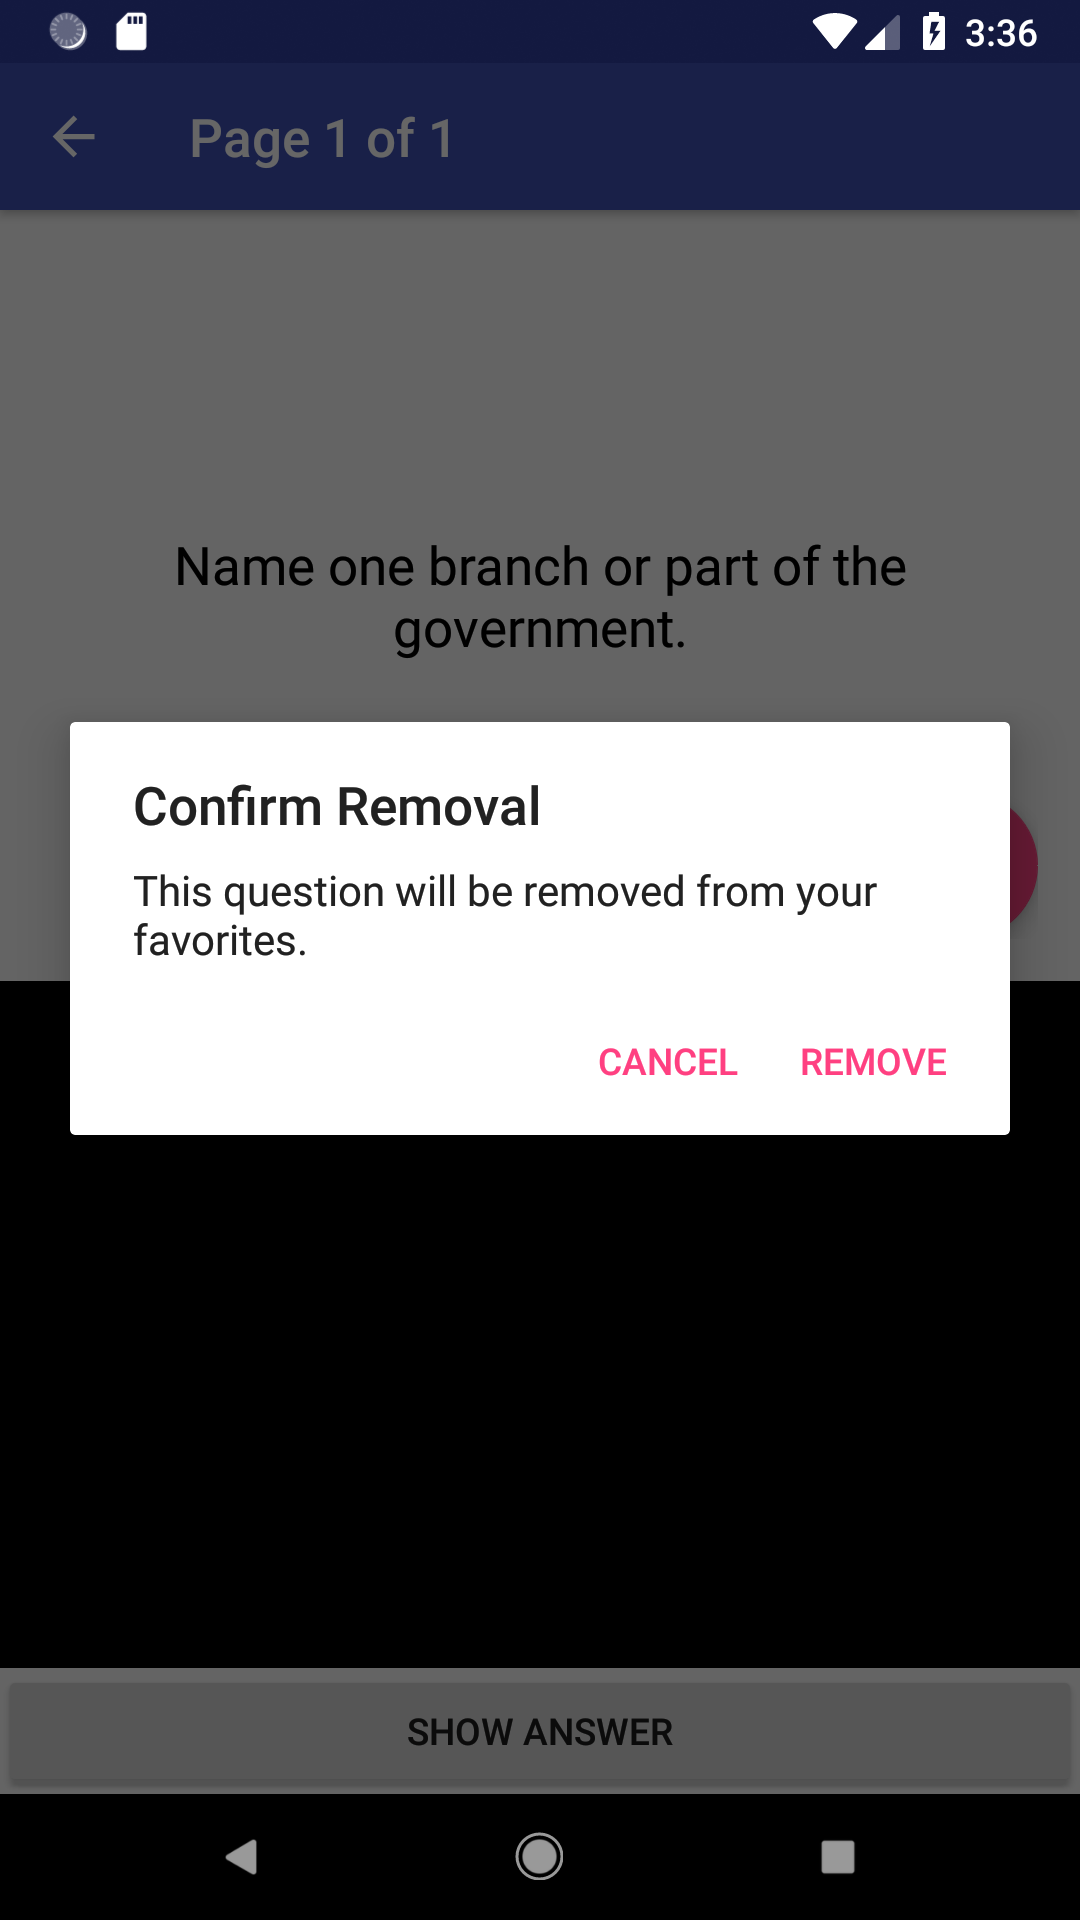 3:36
Page 1 of 1
Name one branch or part of the
government.
Confirm Removal
This question will be removed from your
favorites.
CANCEL REMOVE
SHOW ANSWER